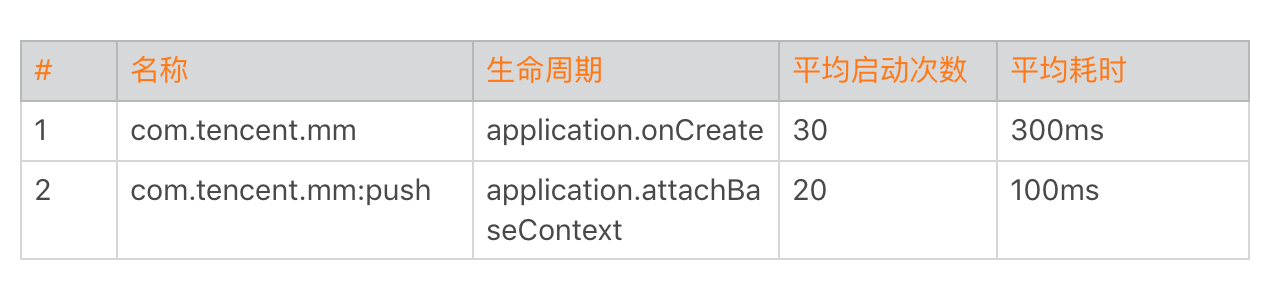 # 名称 生命周期 平均启动次数 平均耗时
1 com.tencent.mm application.onCreate 30 300ms
2 com.tencent.mm:push application.attachBa 20 100ms
seContext